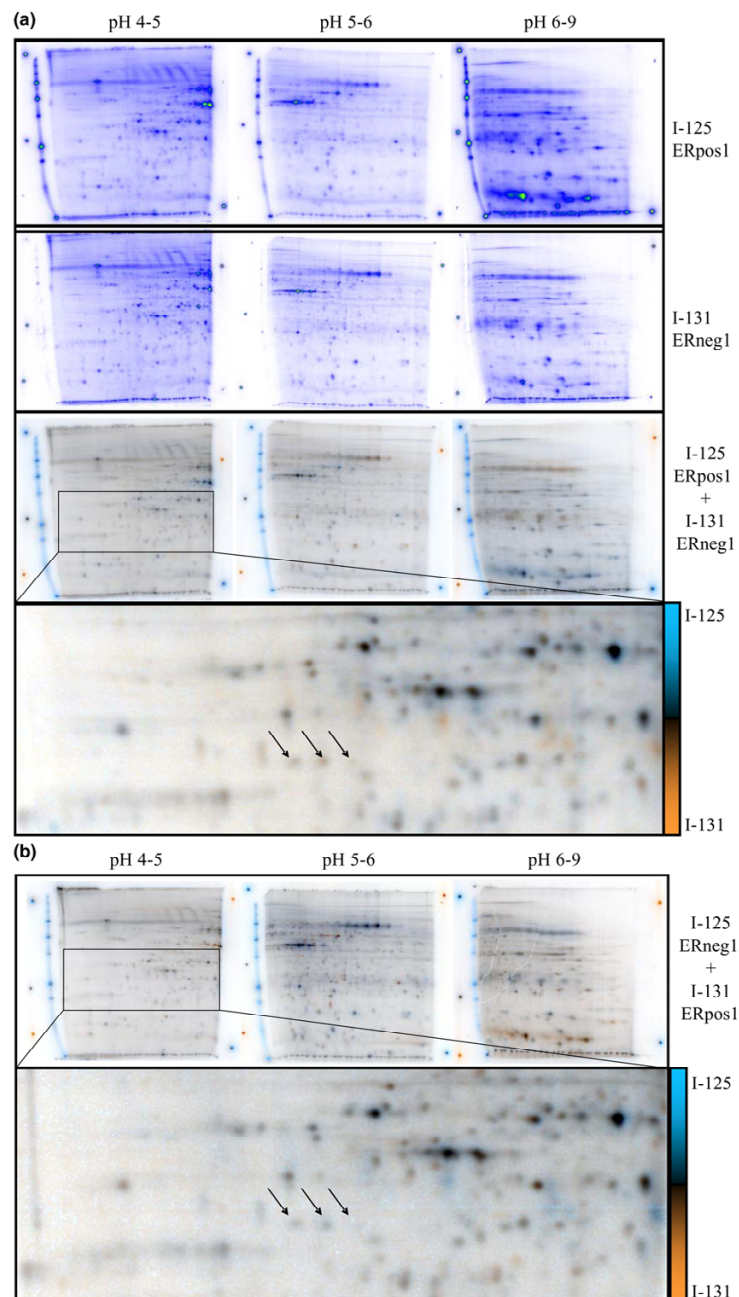 (a)
pH 4-5 pH 5-6 pH 6-9
I-125
ERpos1
I-131
ERneg1
I-125
ERpos1
+
I-131
ERneg1
I-125
I-131
(b)
pH 4-5 pH 5-6 pH 6-9
I-125
ERneg1
+
I-131
ERpos1
I-125
I-131